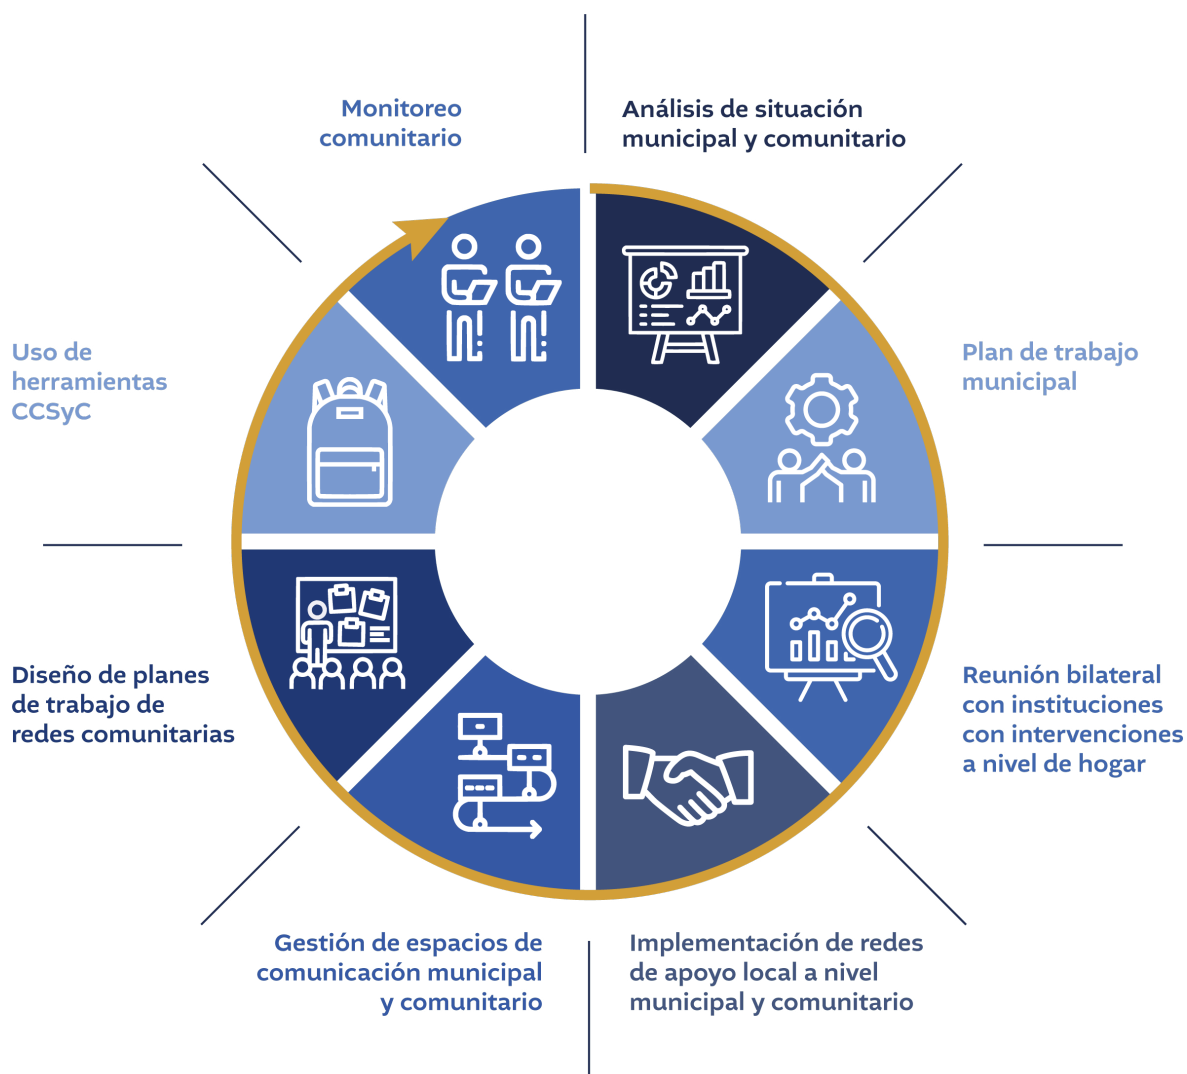 Análisis de situación
municipal y comunitario
Plan de trabajo
municipal
Reunión bilateral
con instituciones
con intervenciones
a nivel de hogar
Implementación de redes
de apoyo local a nivel
municipal y comunitario
Gestión de espacios de
comunicación municipal
y comunitario
Diseño de planes
de trabajo de
redes comunitarias
Uso de
herramientas
CCSyC
Monitoreo
comunitario